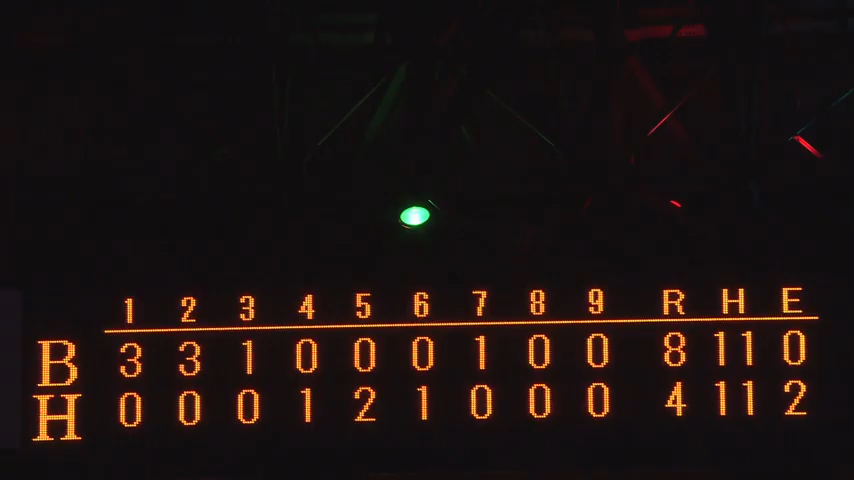 1 2 3 4 5 6 7 8 9 R H E
B 3 3 1 0 0 0 1 0 0 8 11 0
H 0 0 0 1 2 1 0 0 0 4 11 2